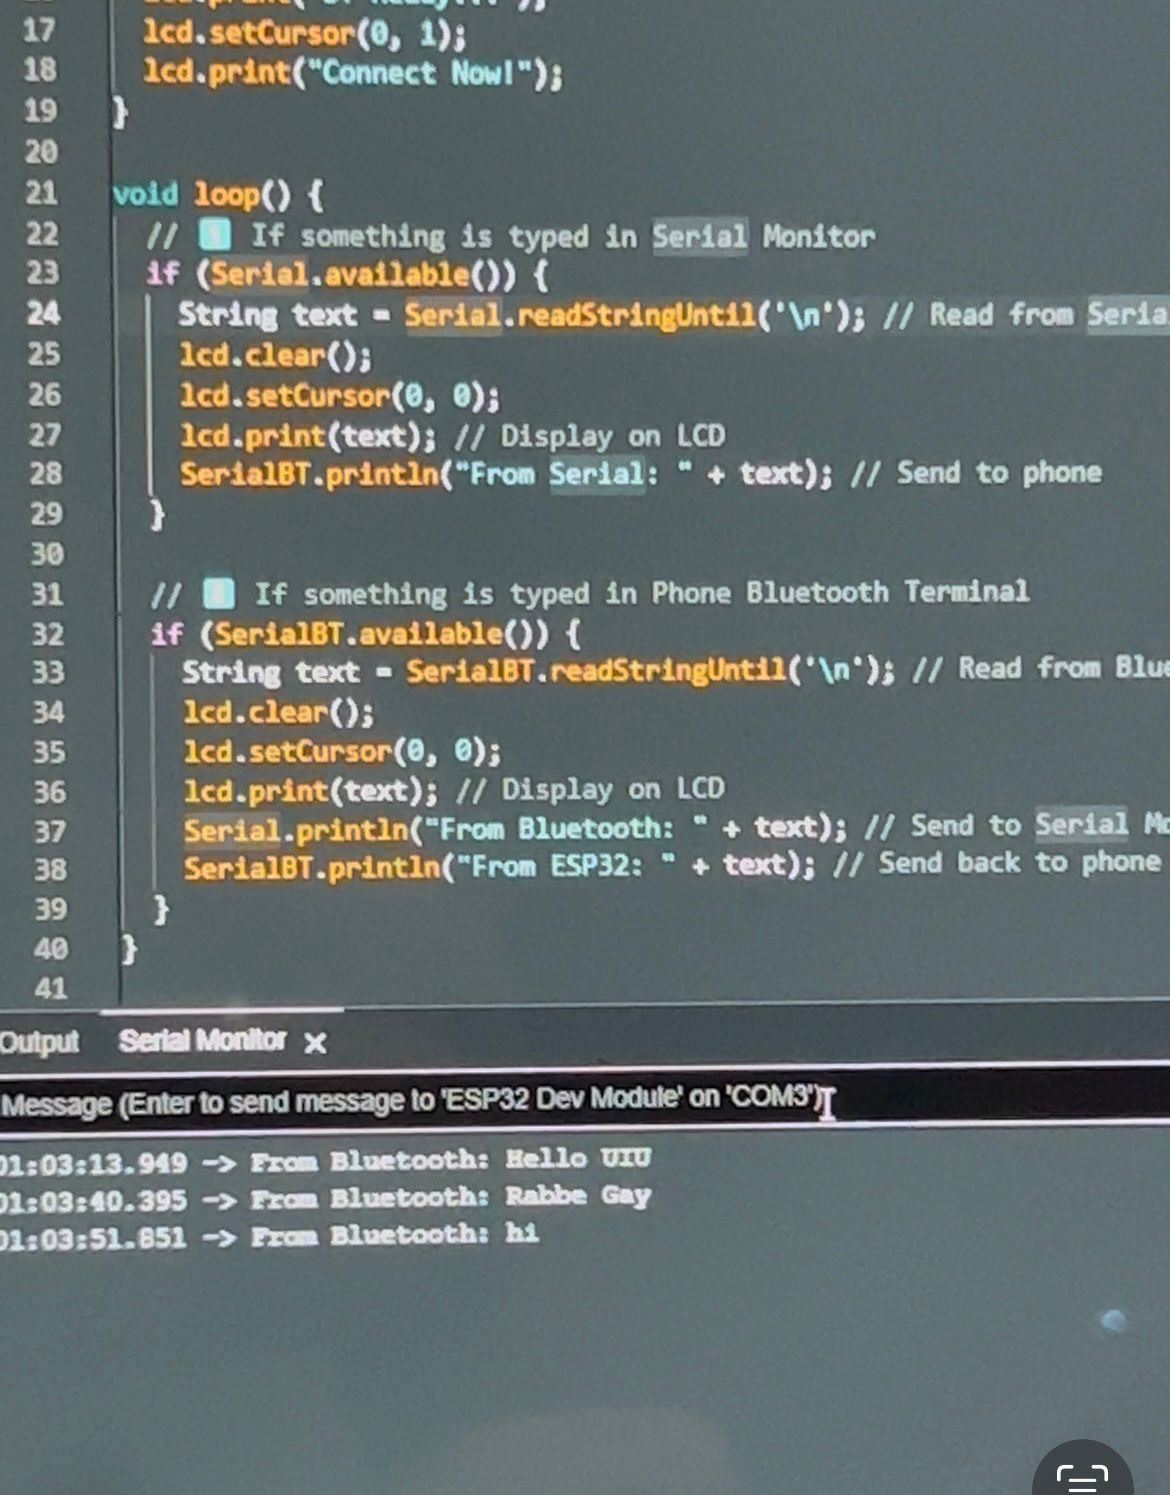 17 lcd.setCursor(0, 1);
18 lcd.print("Connect Now!");
19 }
20
21 void loop() {
22 // If something is typed in Serial Monitor
23 if (Serial.available()) {
24 String text = Serial.readStringUntil('\n'); // Read from Seria
25 lcd.clear();
26 lcd.setCursor(0, 0);
27 lcd.print(text); // Display on LCD
28 SerialBT.println("From Serial: " + text); // Send to phone
29 }
30
31 // If something is typed in Phone Bluetooth Terminal
32 if (SerialBT.available()) {
33 String text = SerialBT.readStringUntil('\n'); // Read from Blue
34 lcd.clear();
35 lcd.setCursor(0, 0);
36 lcd.print(text); // Display on LCD
37 Serial.println("From Bluetooth: " + text); // Send to Serial Mo
38 SerialBT.println("From ESP32: " + text); // Send back to phone
39 }
40 }
41
Output Serial Monitor X
Message (Enter to send message to 'ESP32 Dev Module' on 'COM3')
01:03:13.949 -> From Bluetooth: Hello UIU
01:03:40.395 -> From Bluetooth: Rabbe Gay
01:03:51.851 -> From Bluetooth: hi